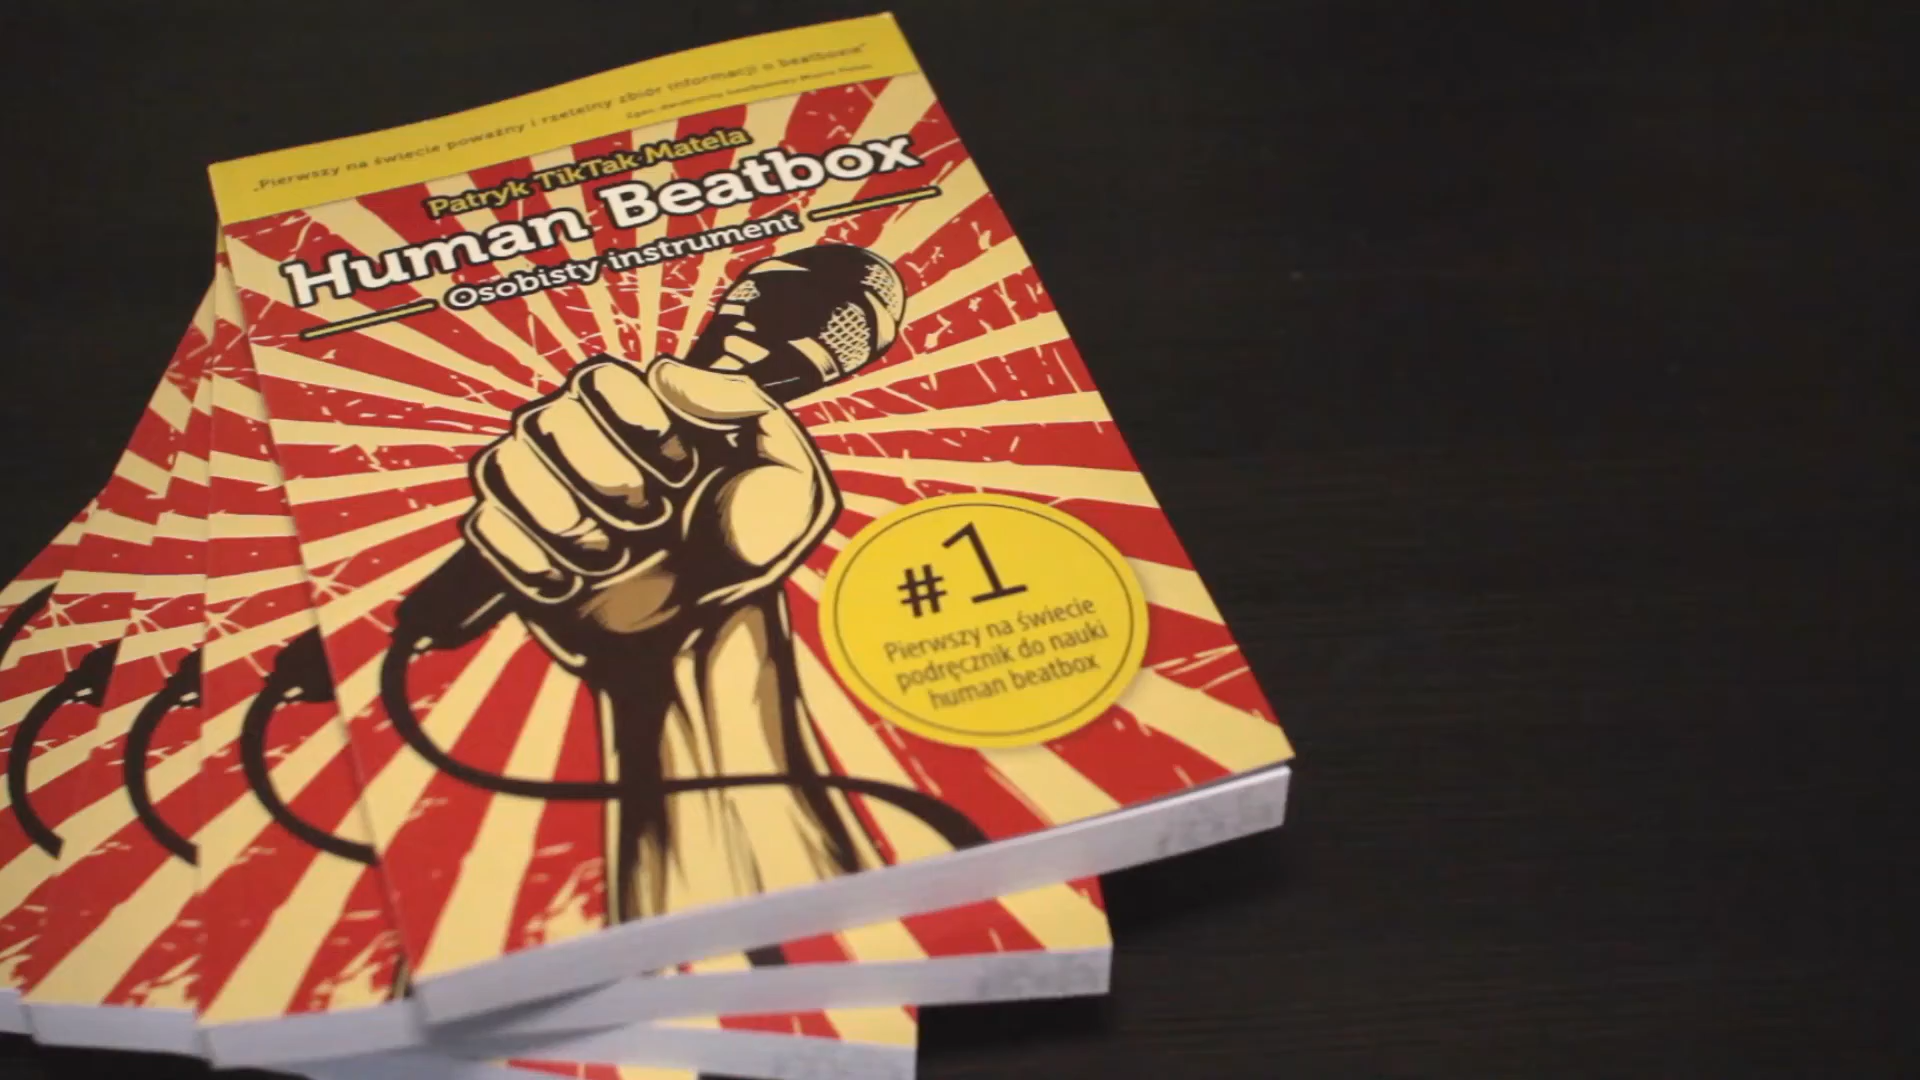 „Pierwszy na świecie poważny i rzetelny zbiór informacji o beatboxie”
Patryk TikTak Matela
Human Beatbox
Osobisty instrument
#1
Pierwszy na świecie
podręcznik do nauki
human beatbox